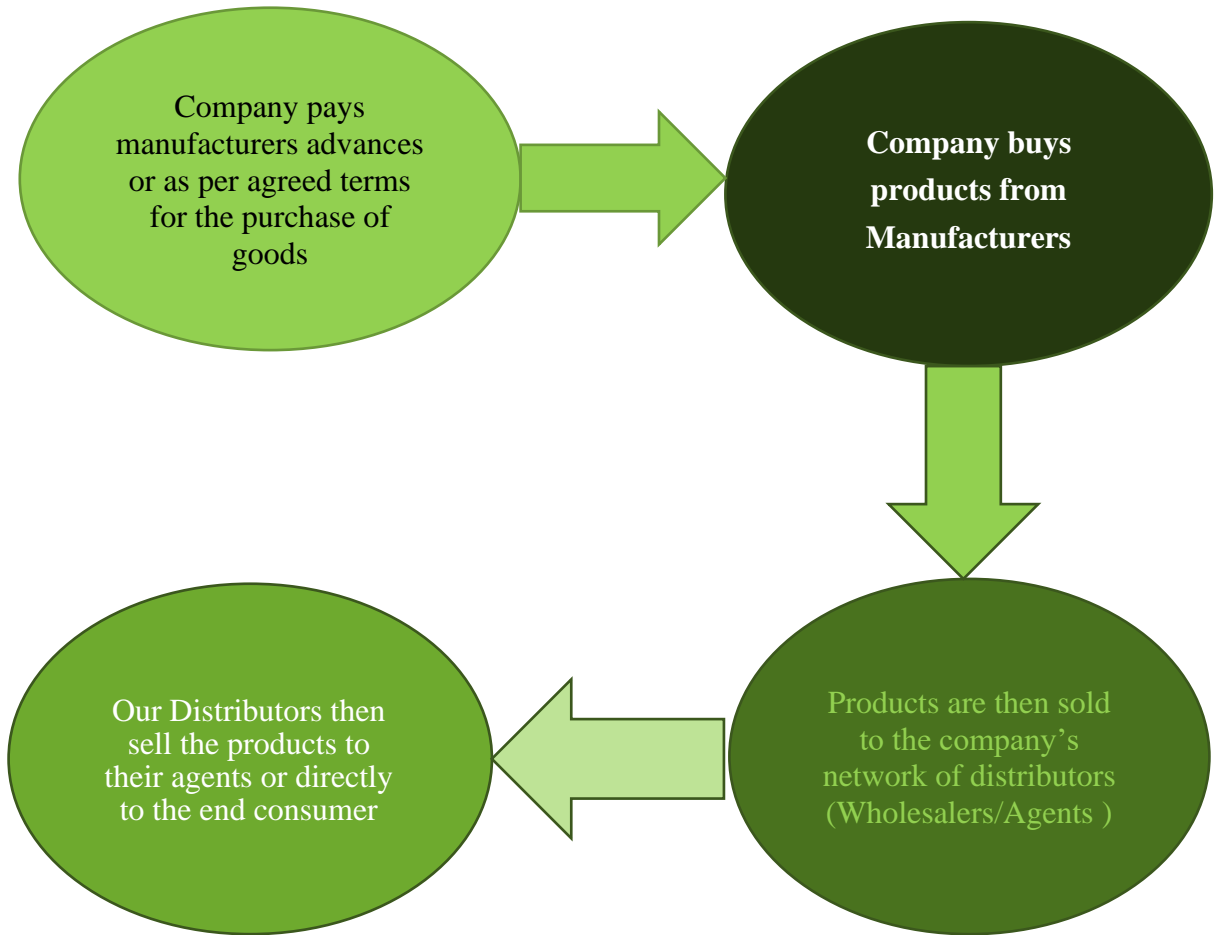 Company pays
manufacturers advances
or as per agreed terms
for the purchase of
goods
Company buys
products from
Manufacturers
Products are then sold
to the company’s
network of distributors
(Wholesalers/Agents )
Our Distributors then
sell the products to
their agents or directly
to the end consumer